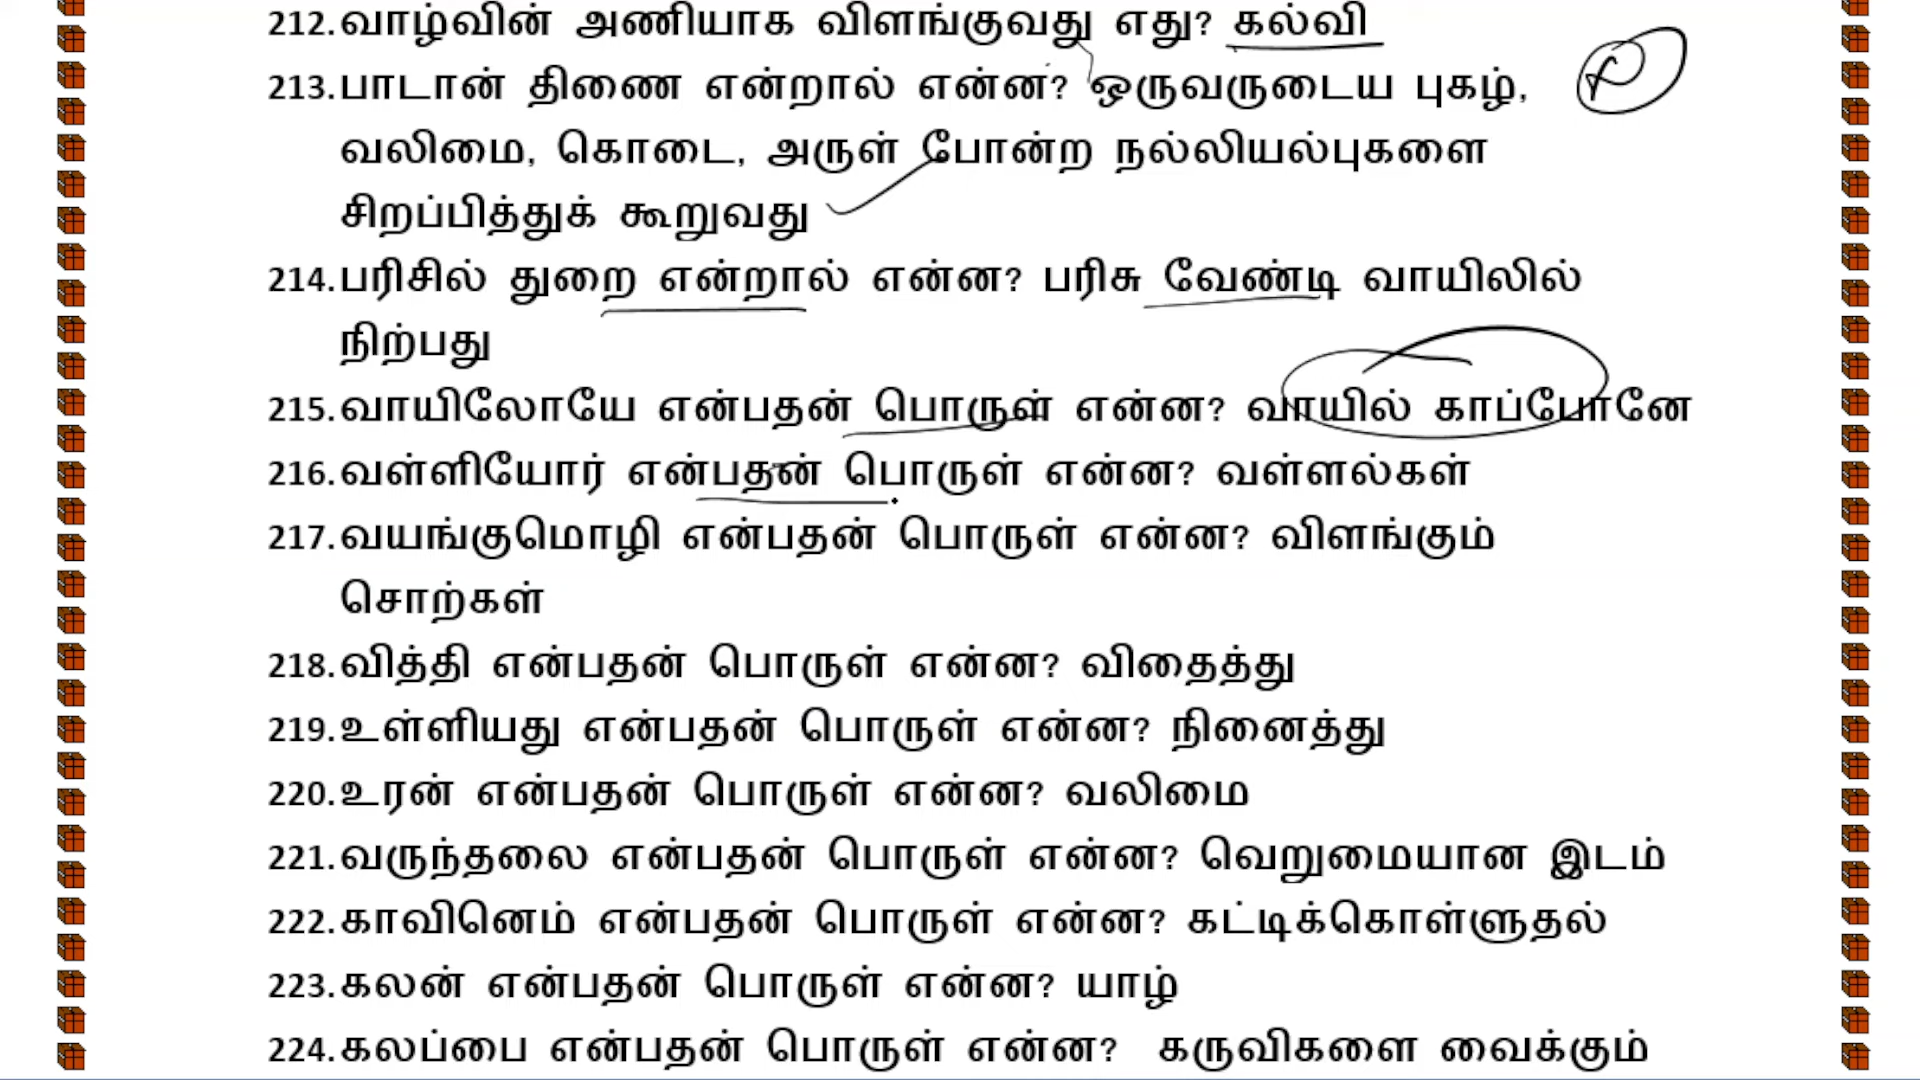 212.வாழ்வின் அணியாக விளங்குவது எது? கல்வி
213.பாடான் திணை என்றால் என்ன? ஒருவருடைய புகழ்,
வலிமை, கொடை, அருள் போன்ற நல்லியல்புகளை
சிறப்பித்துக் கூறுவது
214.பரிசில் துறை என்றால் என்ன? பரிசு வேண்டி வாயிலில்
நிற்பது
215.வாயிலோயே என்பதன் பொருள் என்ன? வாயில் காப்போனே
216.வள்ளியோர் என்பதன் பொருள் என்ன? வள்ளல்கள்
217.வயங்குமொழி என்பதன் பொருள் என்ன? விளங்கும்
சொற்கள்
218.வித்தி என்பதன் பொருள் என்ன? விதைத்து
219.உள்ளியது என்பதன் பொருள் என்ன? நினைத்து
220.உரன் என்பதன் பொருள் என்ன? வலிமை
221.வருந்தலை என்பதன் பொருள் என்ன? வெறுமையான இடம்
222.காவினெம் என்பதன் பொருள் என்ன? கட்டிக்கொள்ளுதல்
223.கலன் என்பதன் பொருள் என்ன? யாழ்
224.கலப்பை என்பதன் பொருள் என்ன? கருவிகளை வைக்கும்